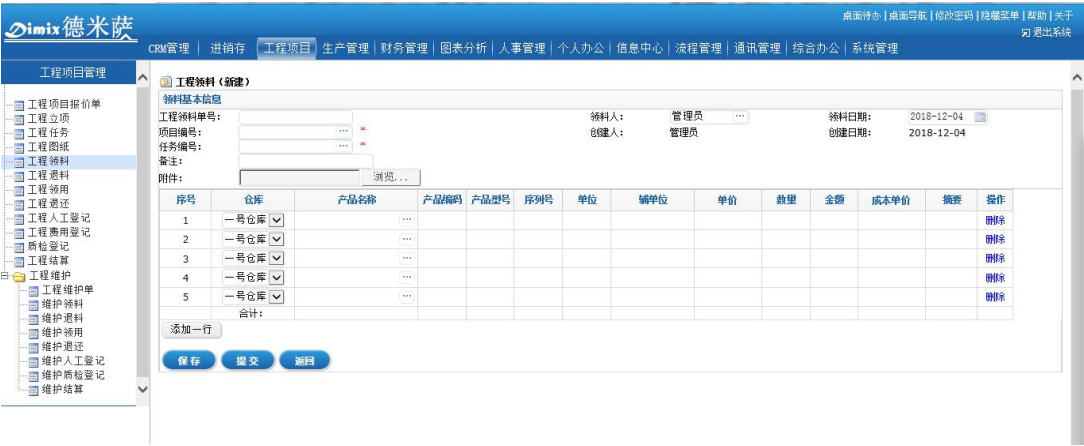 Dimix德米萨
桌面待办 | 桌面导航 | 修改密码 | 隐藏菜单 | 帮助 | 关于
退出系统
CRM管理 | 进销存 | 工程项目 | 生产管理 | 财务管理 | 图表分析 | 人事管理 | 个人办公 | 信息中心 | 流程管理 | 通讯管理 | 综合办公 | 系统管理
工程项目管理
工程项目报价单
工程立项
工程任务
工程图纸
工程领料
工程退料
工程领用
工程退还
工程人工登记
工程费用登记
质检登记
工程结算
工程维护
工程维护单
维护领料
维护退料
维护领用
维护退还
维护人工登记
维护质检登记
维护结算
工程领料（新建）
领料基本信息
工程领料单号: 领料人: 管理员 ... 领料日期: 2018-12-04
项目编号: ... * 创建人: 管理员 创建日期: 2018-12-04
任务编号: ... *
备注:
附件: 浏览...
序号 仓库 产品名称 产品编码 产品型号 序列号 单位 辅单位 单价 数量 金额 成本单价 摘要 操作
1 一号仓库 ... 删除
2 一号仓库 ... 删除
3 一号仓库 ... 删除
4 一号仓库 ... 删除
5 一号仓库 ... 删除
合计:
添加一行
保存 提交 返回